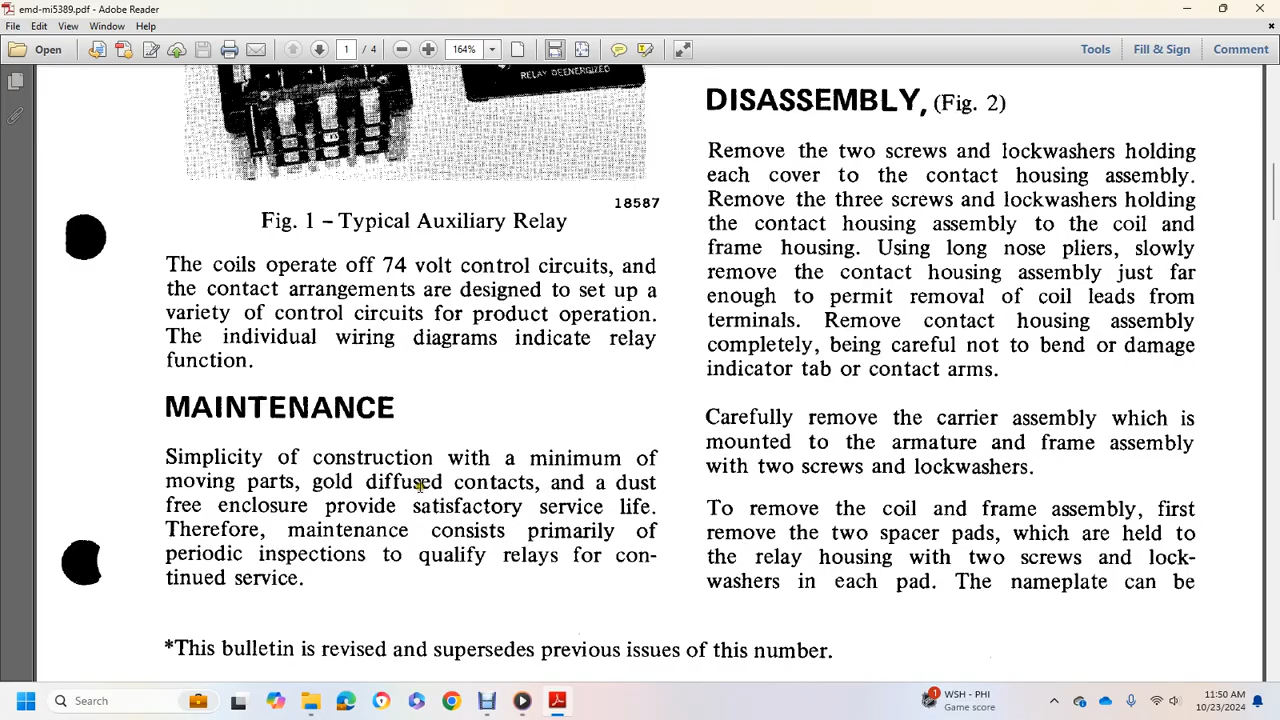 emd-mi5389.pdf - Adobe Reader
File Edit View Window Help
Open 1 / 4 164% Tools Fill & Sign Comment
RELAY DEENERGIZED
18587
Fig. 1 – Typical Auxiliary Relay
The coils operate off 74 volt control circuits, and
the contact arrangements are designed to set up a
variety of control circuits for product operation.
The individual wiring diagrams indicate relay
function.
MAINTENANCE
Simplicity of construction with a minimum of
moving parts, gold diffused contacts, and a dust
free enclosure provide satisfactory service life.
Therefore, maintenance consists primarily of
periodic inspections to qualify relays for con-
tinued service.
DISASSEMBLY, (Fig. 2)
Remove the two screws and lockwashers holding
each cover to the contact housing assembly.
Remove the three screws and lockwashers holding
the contact housing assembly to the coil and
frame housing. Using long nose pliers, slowly
remove the contact housing assembly just far
enough to permit removal of coil leads from
terminals. Remove contact housing assembly
completely, being careful not to bend or damage
indicator tab or contact arms.
Carefully remove the carrier assembly which is
mounted to the armature and frame assembly
with two screws and lockwashers.
To remove the coil and frame assembly, first
remove the two spacer pads, which are held to
the relay housing with two screws and lock-
washers in each pad. The nameplate can be
*This bulletin is revised and supersedes previous issues of this number.
Search
1
WSH - PHI
Game score
11:50 AM
10/23/2024